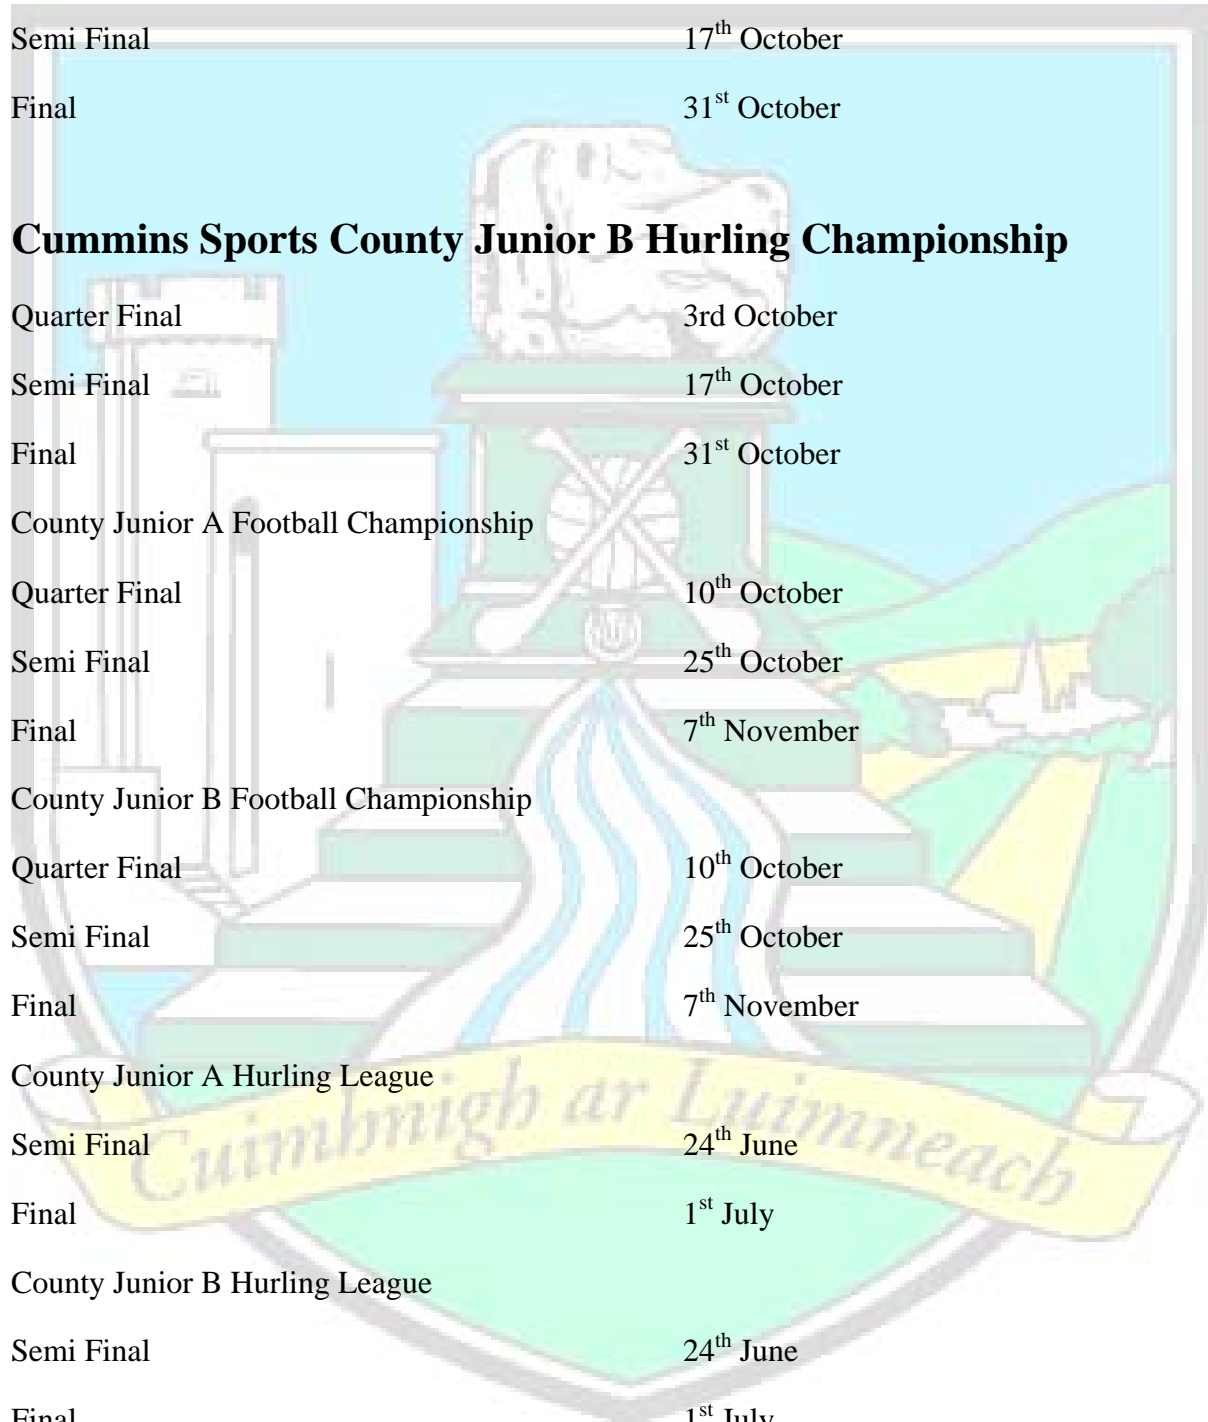 Semi Final 17th October
Final 31st October
Cummins Sports County Junior B Hurling Championship
Quarter Final 3rd October
Semi Final 17th October
Final 31st October
County Junior A Football Championship
Quarter Final 10th October
Semi Final 25th October
Final 7th November
County Junior B Football Championship
Quarter Final 10th October
Semi Final 25th October
Final 7th November
County Junior A Hurling League
Cuimhnigh ar Luimneach
Semi Final 24th June
Final 1st July
County Junior B Hurling League
Semi Final 24th June
Final 1st July